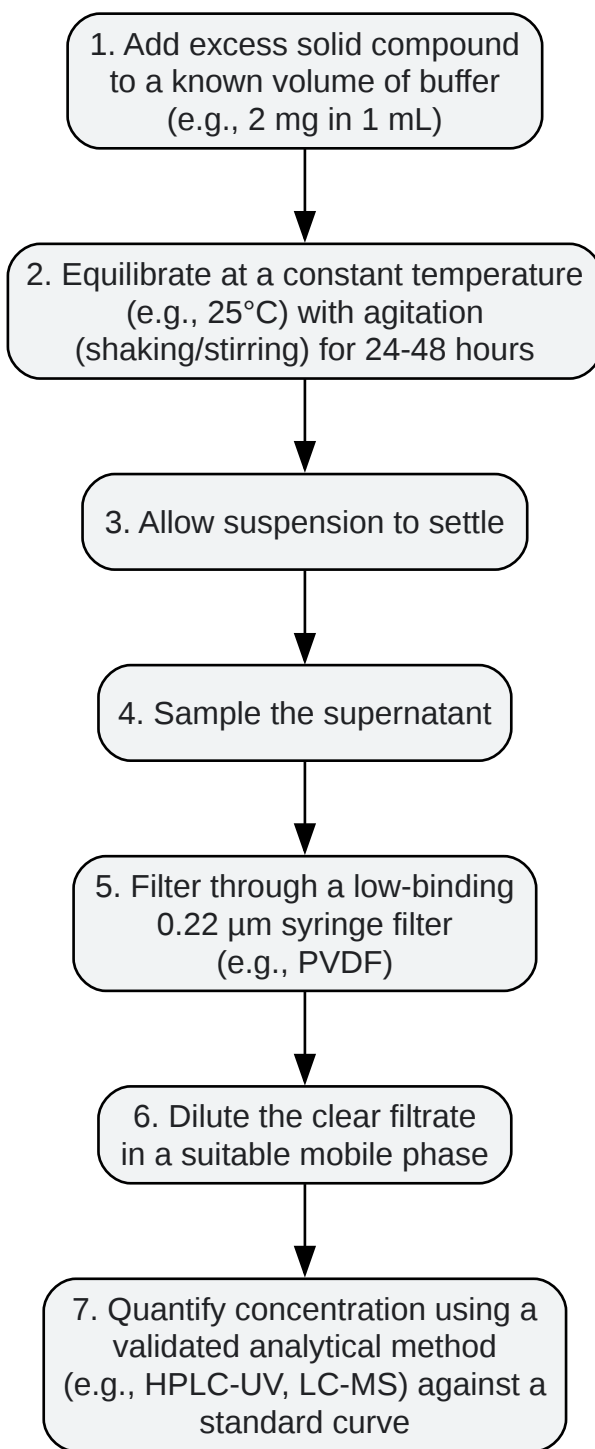 1. Add excess solid compound
to a known volume of buffer
(e.g., 2 mg in 1 mL)
2. Equilibrate at a constant temperature
(e.g., 25°C) with agitation
(shaking/stirring) for 24-48 hours
3. Allow suspension to settle
4. Sample the supernatant
5. Filter through a low-binding
0.22 µm syringe filter
(e.g., PVDF)
6. Dilute the clear filtrate
in a suitable mobile phase
7. Quantify concentration using a
validated analytical method
(e.g., HPLC-UV, LC-MS) against a
standard curve